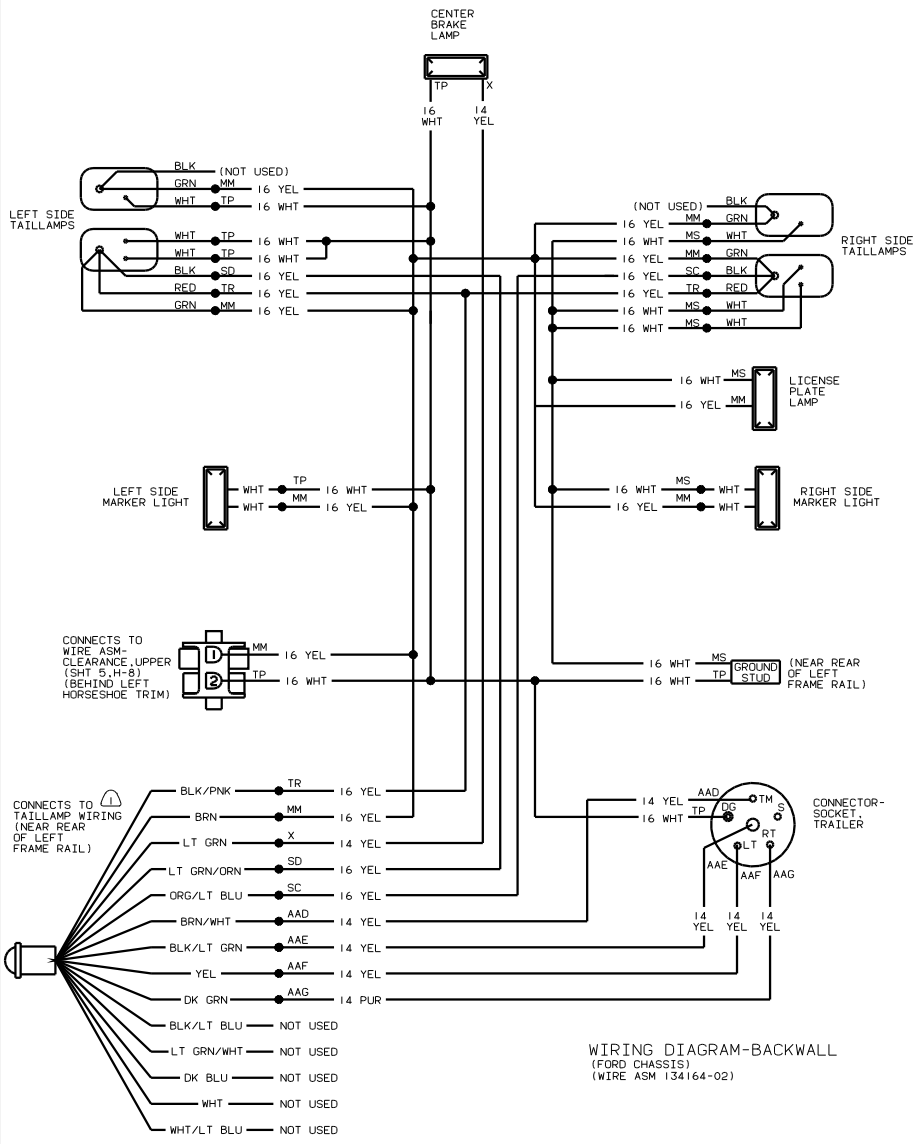 CENTER
BRAKE
LAMP
TP X
16
WHT
14
YEL
LEFT SIDE
TAILLAMPS
BLK (NOT USED)
GRN MM 16 YEL
WHT TP 16 WHT
WHT TP 16 WHT
WHT TP 16 WHT
BLK SD 16 YEL
RED TR 16 YEL
GRN MM 16 YEL
(NOT USED) BLK
16 YEL MM GRN
16 WHT MS WHT
16 YEL MM GRN
16 YEL SC BLK
16 YEL TR RED
16 WHT MS WHT
16 WHT MS WHT
RIGHT SIDE
TAILLAMPS
16 WHT MS
16 YEL MM
LICENSE
PLATE
LAMP
LEFT SIDE
MARKER LIGHT
WHT TP 16 WHT
WHT MM 16 YEL
16 WHT MS WHT
16 YEL MM WHT
RIGHT SIDE
MARKER LIGHT
CONNECTS TO
WIRE ASM-
CLEARANCE,UPPER
(SHT 5,H-8)
(BEHIND LEFT
HORSESHOE TRIM)
1 MM 16 YEL
2 TP 16 WHT
16 WHT MS
16 WHT TP
GROUND
STUD
(NEAR REAR
OF LEFT
FRAME RAIL)
CONNECTS TO 1
TAILLAMP WIRING
(NEAR REAR
OF LEFT
FRAME RAIL)
BLK/PNK TR 16 YEL
BRN MM 16 YEL
LT GRN X 14 YEL
LT GRN/ORN SD 16 YEL
ORG/LT BLU SC 16 YEL
BRN/WHT AAD 14 YEL
BLK/LT GRN AAE 14 YEL
YEL AAF 14 YEL
DK GRN AAG 14 PUR
BLK/LT BLU NOT USED
LT GRN/WHT NOT USED
DK BLU NOT USED
WHT NOT USED
WHT/LT BLU NOT USED
14 YEL AAD TM
16 WHT TP DG S
LT RT
AAE AAF AAG
14
YEL
14
YEL
14
YEL
CONNECTOR-
SOCKET,
TRAILER
WIRING DIAGRAM-BACKWALL
(FORD CHASSIS)
(WIRE ASM 134164-02)